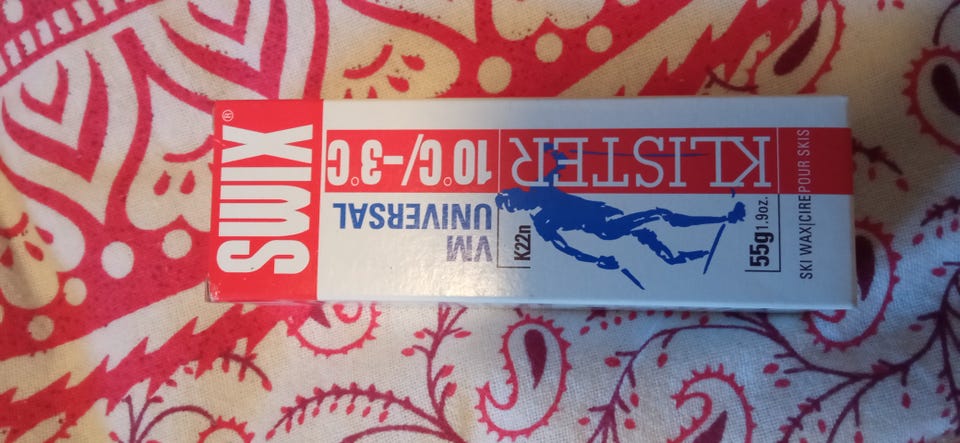 SWIX®
10°C/-3°C
KLISTER
VM
UNIVERSAL
K22n
55g 1.9oz.
SKI WAX|CIRE POUR SKIS